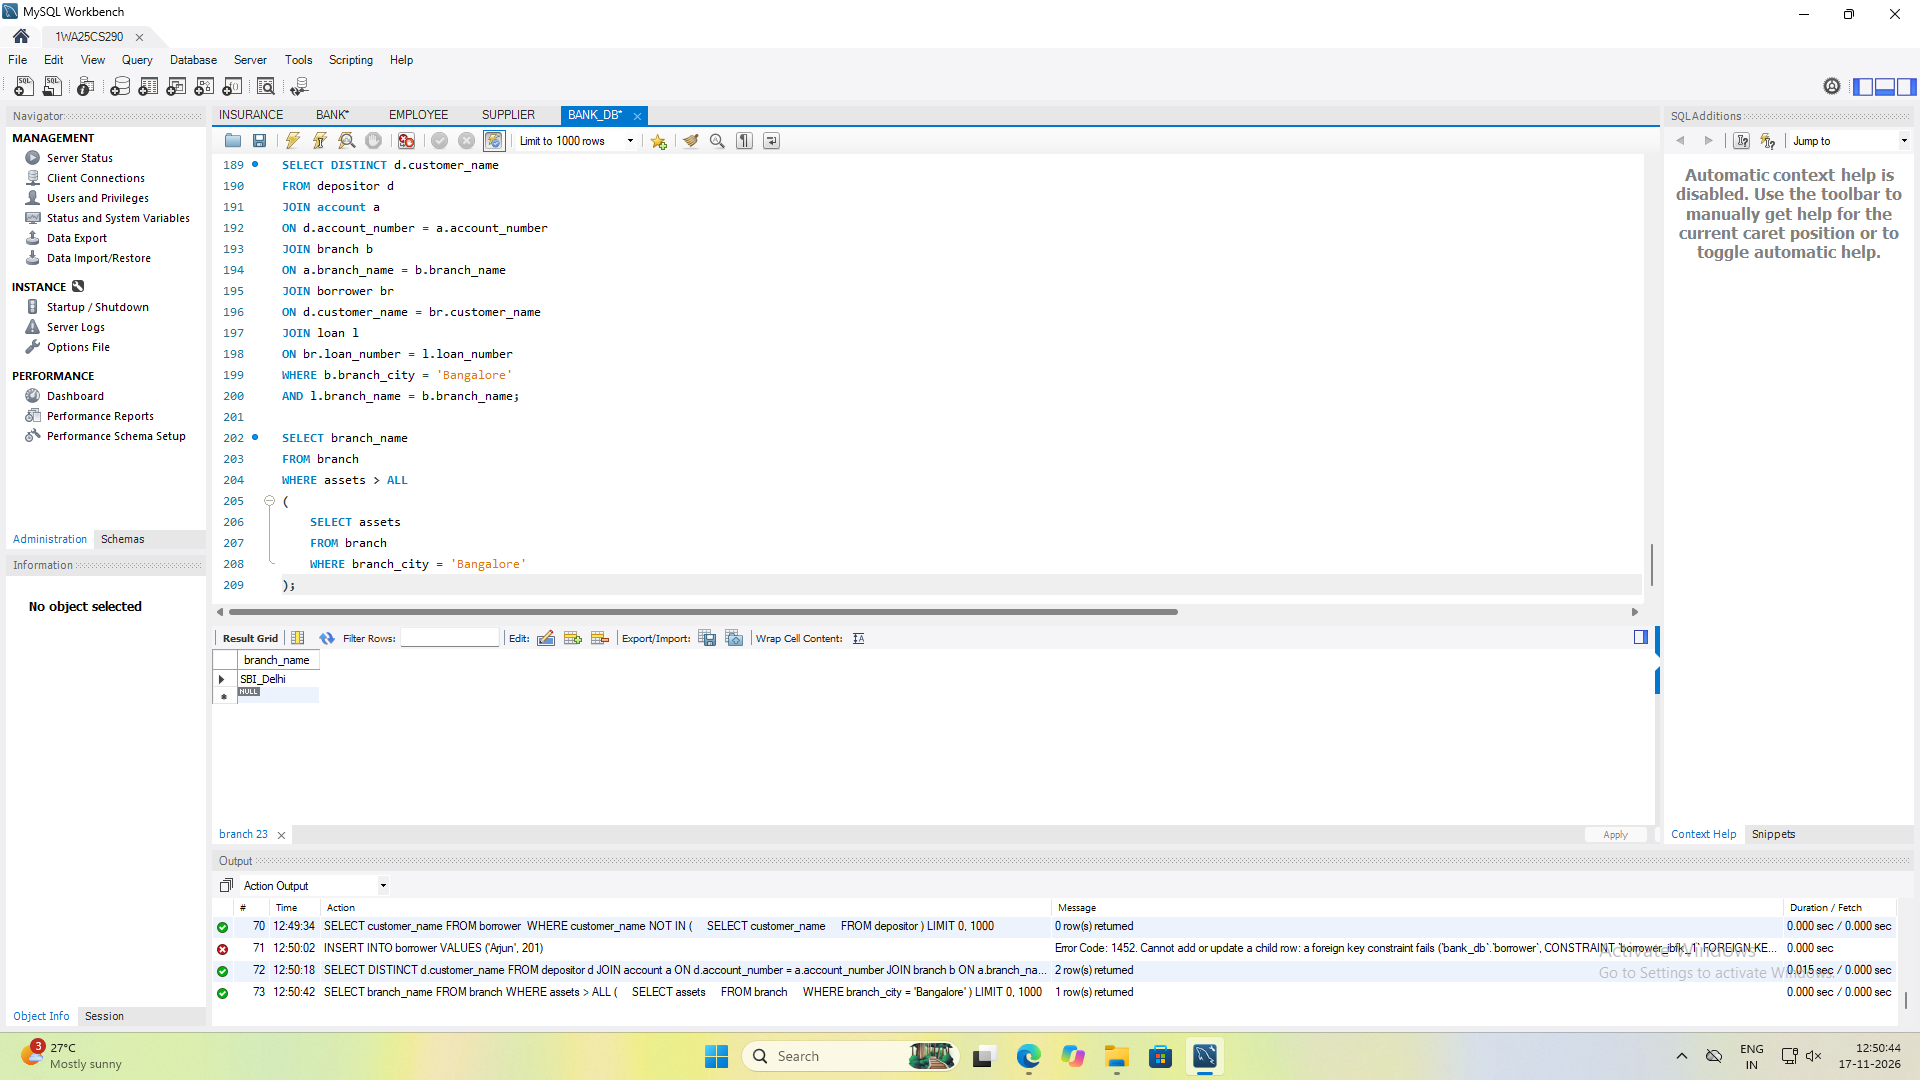 MySQL Workbench
1WA25CS290
File Edit View Query Database Server Tools Scripting Help
Navigator
MANAGEMENT
Server Status
Client Connections
Users and Privileges
Status and System Variables
Data Export
Data Import/Restore
INSTANCE
Startup / Shutdown
Server Logs
Options File
PERFORMANCE
Dashboard
Performance Reports
Performance Schema Setup
Administration Schemas
Information
No object selected
Object Info Session
INSURANCE BANK* EMPLOYEE SUPPLIER BANK_DB*
Limit to 1000 rows
189 SELECT DISTINCT d.customer_name
190 FROM depositor d
191 JOIN account a
192 ON d.account_number = a.account_number
193 JOIN branch b
194 ON a.branch_name = b.branch_name
195 JOIN borrower br
196 ON d.customer_name = br.customer_name
197 JOIN loan l
198 ON br.loan_number = l.loan_number
199 WHERE b.branch_city = 'Bangalore'
200 AND l.branch_name = b.branch_name;
201
202 SELECT branch_name
203 FROM branch
204 WHERE assets > ALL
205 (
206 SELECT assets
207 FROM branch
208 WHERE branch_city = 'Bangalore'
209 );
Result Grid Filter Rows: Edit: Export/Import: Wrap Cell Content:
branch_name
SBI_Delhi
NULL
branch 23
Apply
SQLAdditions
Jump to
Automatic context help is
disabled. Use the toolbar to
manually get help for the
current caret position or to
toggle automatic help.
Context Help Snippets
Output
Action Output
# Time Action Message Duration / Fetch
70 12:49:34 SELECT customer_name FROM borrower WHERE customer_name NOT IN ( SELECT customer_name FROM depositor ) LIMIT 0, 1000 0 row(s) returned 0.000 sec / 0.000 sec
71 12:50:02 INSERT INTO borrower VALUES ('Arjun', 201) Error Code: 1452. Cannot add or update a child row: a foreign key constraint fails (`bank_db`.`borrower`, CONSTRAINT `borrower_ibfk_1` FOREIGN KE... 0.000 sec
72 12:50:18 SELECT DISTINCT d.customer_name FROM depositor d JOIN account a ON d.account_number = a.account_number JOIN branch b ON a.branch_na... 2 row(s) returned 0.015 sec / 0.000 sec
73 12:50:42 SELECT branch_name FROM branch WHERE assets > ALL ( SELECT assets FROM branch WHERE branch_city = 'Bangalore' ) LIMIT 0, 1000 1 row(s) returned 0.000 sec / 0.000 sec
Activate Windows
Go to Settings to activate Windows.
3
27°C
Mostly sunny
Search
ENG
IN
12:50:44
17-11-2026